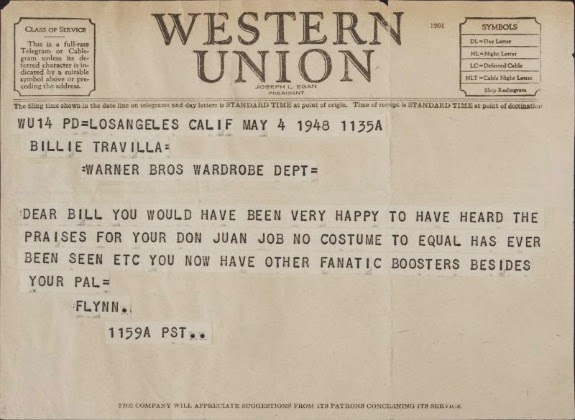 CLASS OF SERVICE
This is a full-rate
Telegram or Cable-
gram unless its de-
ferred character is in-
dicated by a suitable
symbol above or pre-
ceding the address.
WESTERN
UNION
JOSEPH L. EGAN
PRESIDENT
1201
SYMBOLS
DL=Day Letter
NL=Night Letter
LC=Deferred Cable
NLT=Cable Night Letter
Ship Radiogram
The filing time shown in the date line on telegrams and day letters is STANDARD TIME at point of origin. Time of receipt is STANDARD TIME at point of destination
WU14 PD=LOSANGELES CALIF MAY 4 1948 1135A
BILLIE TRAVILLA=
=WARNER BROS WARDROBE DEPT=
DEAR BILL YOU WOULD HAVE BEEN VERY HAPPY TO HAVE HEARD THE
PRAISES FOR YOUR DON JUAN JOB NO COSTUME TO EQUAL HAS EVER
BEEN SEEN ETC YOU NOW HAVE OTHER FANATIC BOOSTERS BESIDES
YOUR PAL=
FLYNN.
1159A PST..
THE COMPANY WILL APPRECIATE SUGGESTIONS FROM ITS PATRONS CONCERNING ITS SERVICE